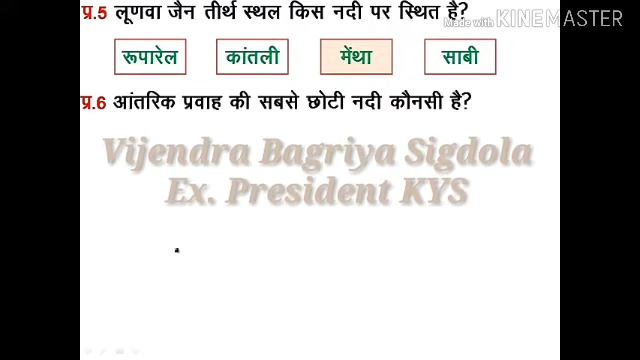 प्र.5 लूणवा जैन तीर्थ स्थल किस नदी पर स्थित है?
Made with KINEMASTER
रूपारेल कांतली मेंथा साबी
प्र.6 आंतरिक प्रवाह की सबसे छोटी नदी कौनसी है?
Vijendra Bagriya Sigdola
Ex. President KYS